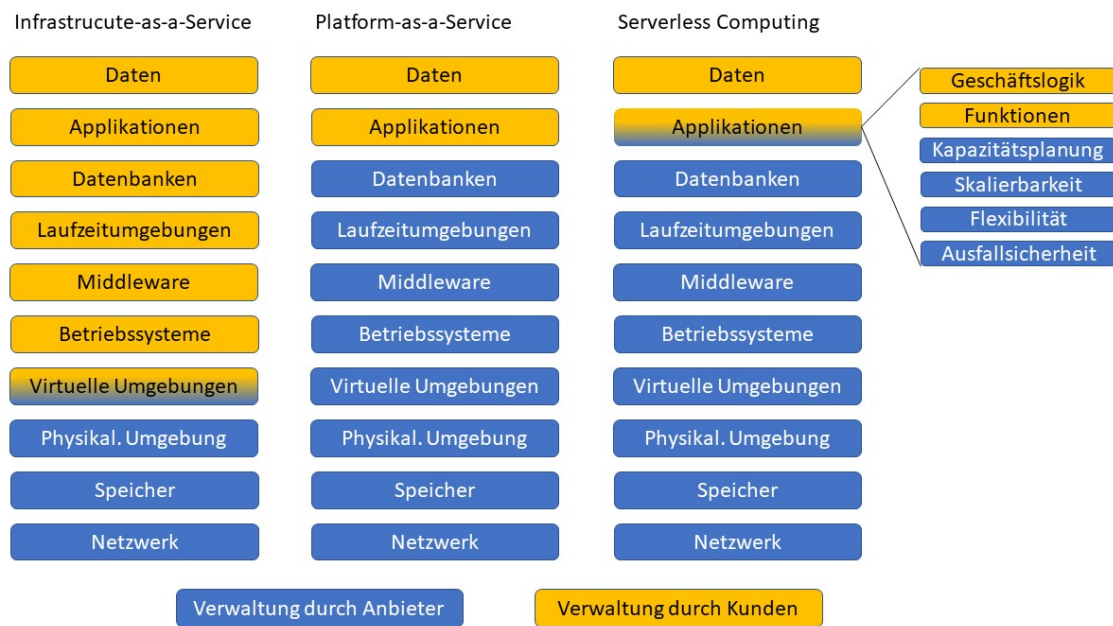 Infrastrucute-as-a-Service
Platform-as-a-Service
Serverless Computing
Daten
Daten
Daten
Geschäftslogik
Applikationen
Applikationen
Applikationen
Funktionen
Kapazitätsplanung
Datenbanken
Datenbanken
Datenbanken
Skalierbarkeit
Laufzeitumgebungen
Laufzeitumgebungen
Laufzeitumgebungen
Flexibilität
Ausfallsicherheit
Middleware
Middleware
Middleware
Betriebssysteme
Betriebssysteme
Betriebssysteme
Virtuelle Umgebungen
Virtuelle Umgebungen
Virtuelle Umgebungen
Physikal. Umgebung
Physikal. Umgebung
Physikal. Umgebung
Speicher
Speicher
Speicher
Netzwerk
Netzwerk
Netzwerk
Verwaltung durch Anbieter
Verwaltung durch Kunden